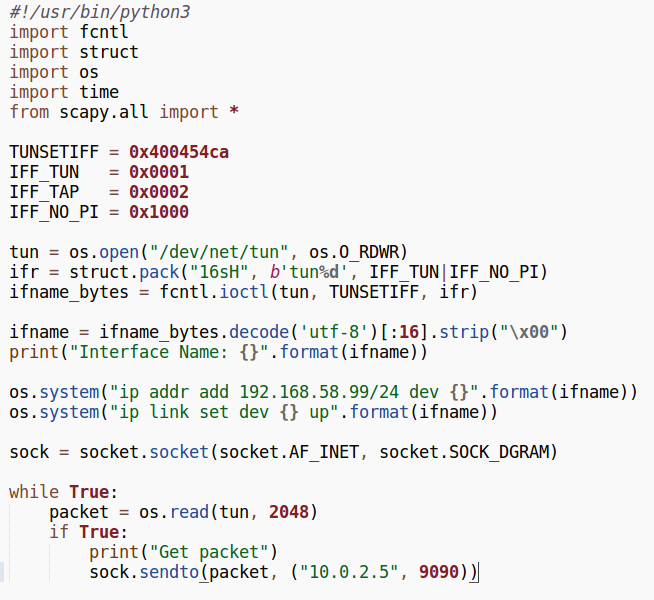 #!/usr/bin/python3
import fcntl
import struct
import os
import time
from scapy.all import *

TUNSETIFF = 0x400454ca
IFF_TUN   = 0x0001
IFF_TAP   = 0x0002
IFF_NO_PI = 0x1000

tun = os.open("/dev/net/tun", os.O_RDWR)
ifr = struct.pack("16sH", b'tun%d', IFF_TUN|IFF_NO_PI)
ifname_bytes = fcntl.ioctl(tun, TUNSETIFF, ifr)

ifname = ifname_bytes.decode('utf-8')[:16].strip("\x00")
print("Interface Name: {}".format(ifname))

os.system("ip addr add 192.168.58.99/24 dev {}".format(ifname))
os.system("ip link set dev {} up".format(ifname))

sock = socket.socket(socket.AF_INET, socket.SOCK_DGRAM)

while True:
    packet = os.read(tun, 2048)
    if True:
        print("Get packet")
        sock.sendto(packet, ("10.0.2.5", 9090))